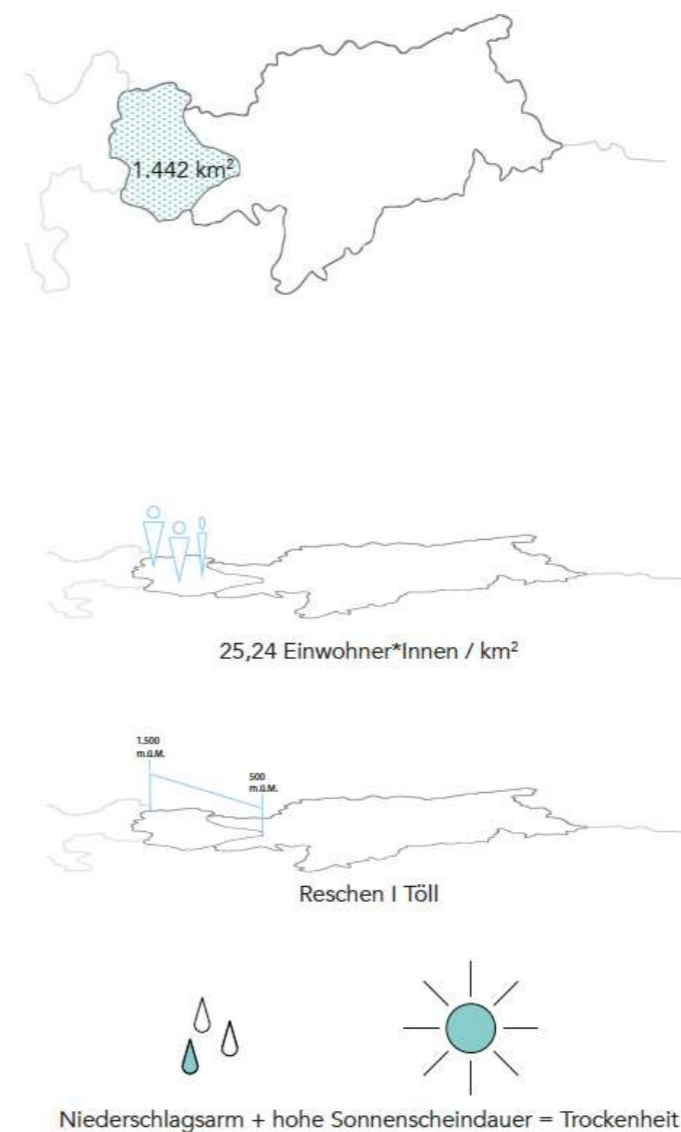 1.442 km²
25,24 Einwohner*Innen / km²
1.500
m.ü.M.
500
m.ü.M.
Reschen I Töll
Niederschlagsarm + hohe Sonnenscheindauer = Trockenheit